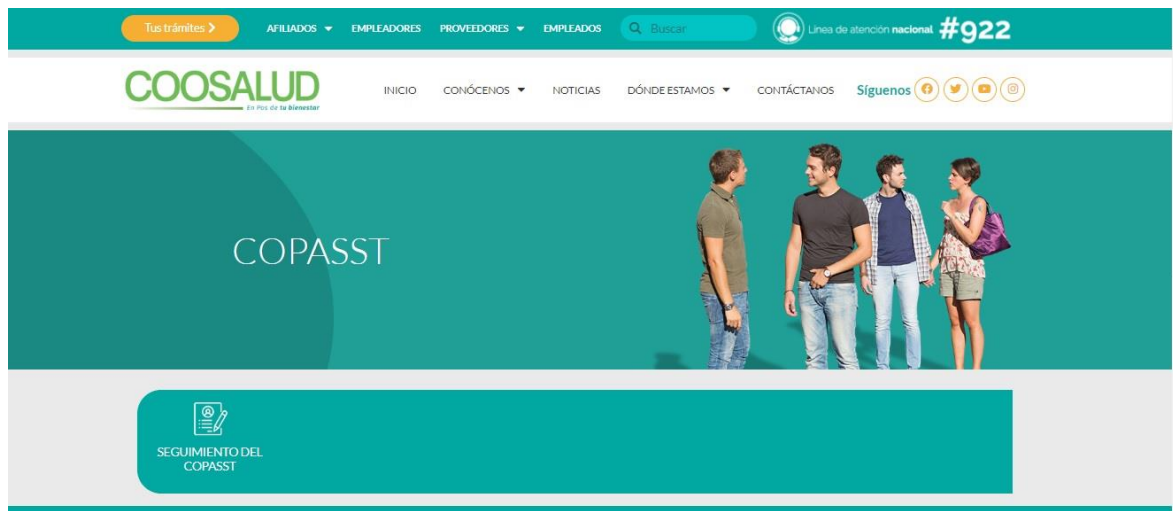 Tus trámites > AFILIADOS EMPLEADORES PROVEEDORES EMPLEADOS Buscar Línea de atención nacional #922
COOSALUD
En Pos de tu bienestar
INICIO CONÓCENOS NOTICIAS DÓNDE ESTAMOS CONTÁCTANOS Síguenos
COPASST
SEGUIMIENTO DEL
COPASST